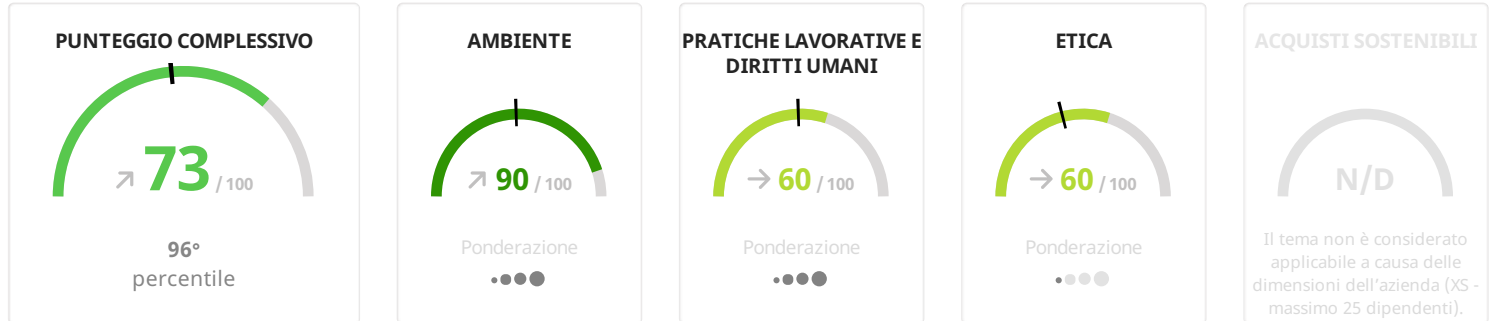 PUNTEGGIO COMPLESSIVO
73 / 100
96°
percentile
AMBIENTE
90 / 100
Ponderazione
PRATICHE LAVORATIVE E
DIRITTI UMANI
60 / 100
Ponderazione
ETICA
60 / 100
Ponderazione
ACQUISTI SOSTENIBILI
N/D
Il tema non è considerato
applicabile a causa delle
dimensioni dell'azienda (XS -
massimo 25 dipendenti).